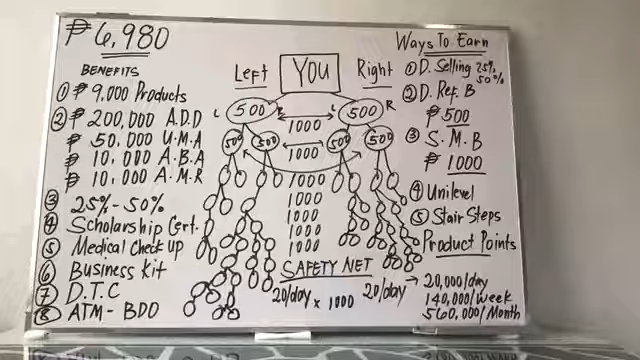 ₱ 6,980
BENEFITS
① ₱ 9,000 Products
② ₱ 200,000 A.D.D
₱ 50,000 U.M.A
₱ 10,000 A.B.A
₱ 10,000 A.M.R
③ 25%-50%
④ Scholarship Cert.
⑤ Medical Check up
⑥ Business Kit
⑦ D.T.C
⑧ ATM - BDO
YOU
Left
Right
L 500 R
1000
L 500 R
500 500
1000
500 500
1000
1000
1000
1000
1000
SAFETY NET
20/day x 1000 20/day
Ways To Earn
① D. Selling 25%
50%
② D. Ref. B
₱ 500
③ S.M.B
₱ 1000
④ Unilevel
⑤ Stair Steps
Product Points
→ 20,000/day
140,000/week
560,000/Month